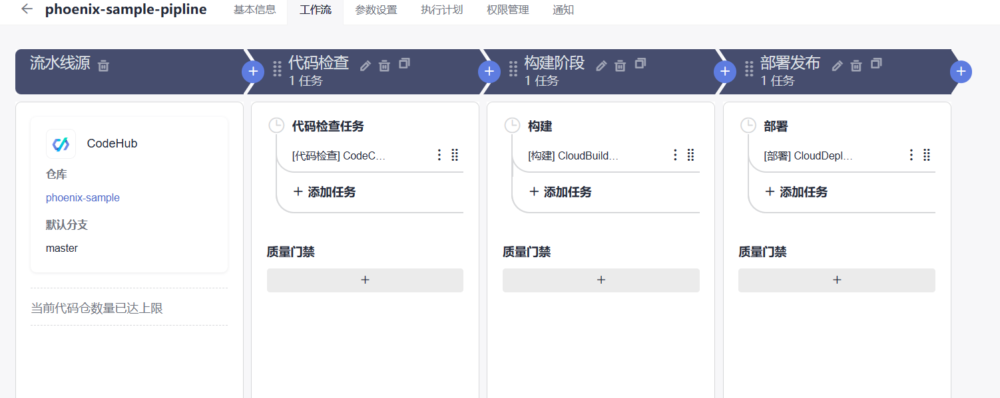 phoenix-sample-pipline 基本信息 工作流 参数设置 执行计划 权限管理 通知
流水线源
代码检查
1 任务
构建阶段
1 任务
部署发布
1 任务
CodeHub
仓库
phoenix-sample
默认分支
master
当前代码仓数量已达上限
代码检查任务
[代码检查] CodeC...
+ 添加任务
质量门禁
+
构建
[构建] CloudBuild...
+ 添加任务
质量门禁
+
部署
[部署] CloudDepl...
+ 添加任务
质量门禁
+